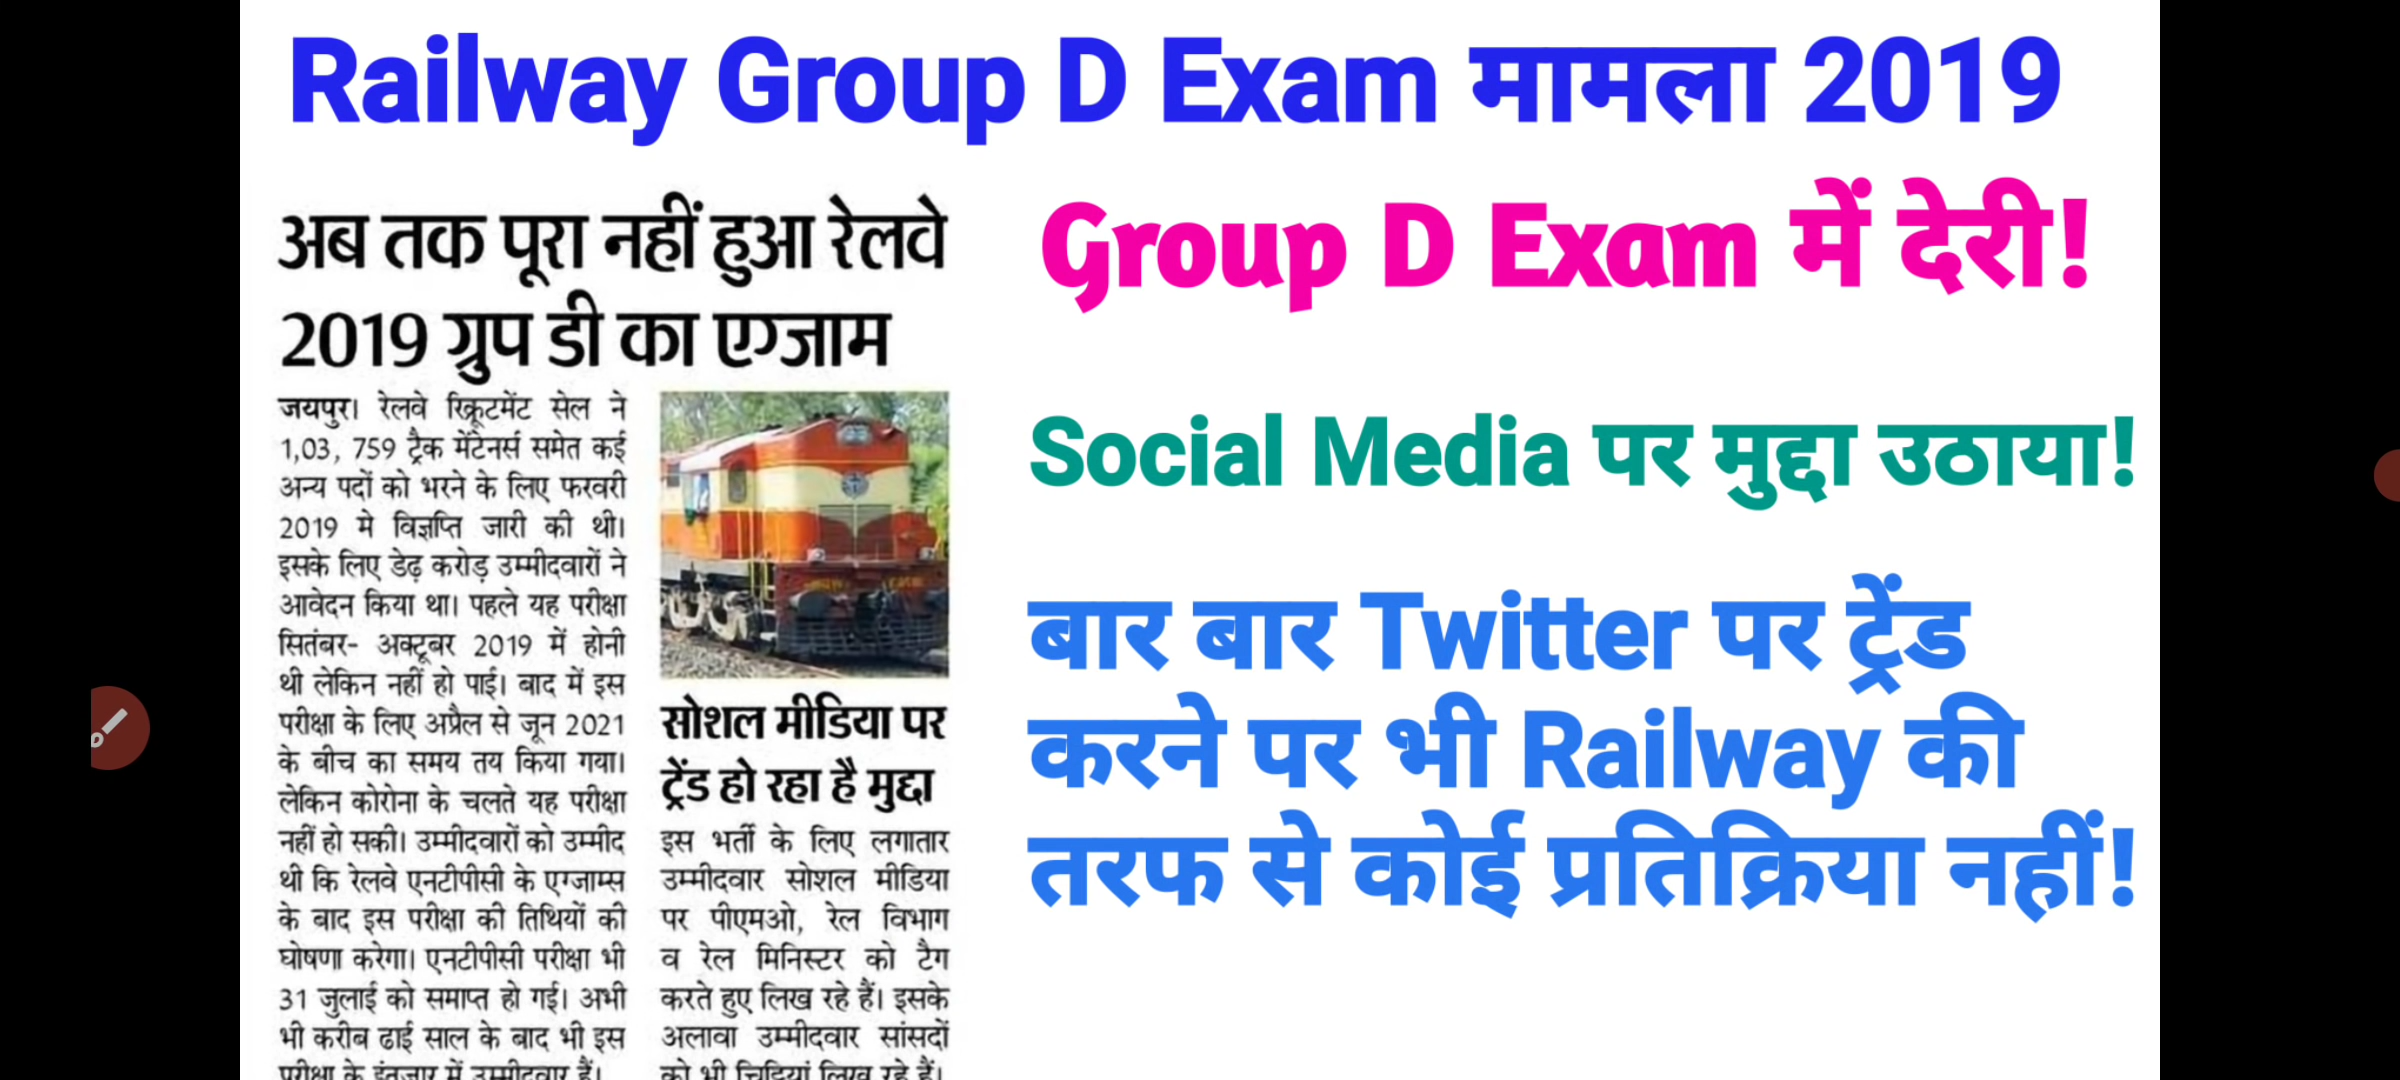 Railway Group D Exam मामला 2019
अब तक पूरा नहीं हुआ रेलवे
2019 ग्रुप डी का एग्जाम
जयपुर। रेलवे रिक्रूटमेंट सेल ने
1,03, 759 ट्रैक मेंटेनर्स समेत कई
अन्य पदों को भरने के लिए फरवरी
2019 मे विज्ञप्ति जारी की थी।
इसके लिए डेढ़ करोड़ उम्मीदवारों ने
आवेदन किया था। पहले यह परीक्षा
सितंबर- अक्टूबर 2019 में होनी
थी लेकिन नहीं हो पाई। बाद में इस
परीक्षा के लिए अप्रैल से जून 2021
के बीच का समय तय किया गया।
लेकिन कोरोना के चलते यह परीक्षा
नहीं हो सकी। उम्मीदवारों को उम्मीद
थी कि रेलवे एनटीपीसी के एग्जाम्स
के बाद इस परीक्षा की तिथियों की
घोषणा करेगा। एनटीपीसी परीक्षा भी
31 जुलाई को समाप्त हो गई। अभी
भी करीब ढाई साल के बाद भी इस
परीक्षा के इंतजार में उम्मीदवार हैं।
सोशल मीडिया पर
ट्रेंड हो रहा है मुद्दा
इस भर्ती के लिए लगातार
उम्मीदवार सोशल मीडिया
पर पीएमओ, रेल विभाग
व रेल मिनिस्टर को टैग
करते हुए लिख रहे हैं। इसके
अलावा उम्मीदवार सांसदों
को भी चिट्ठियां लिख रहे हैं।
Group D Exam में देरी!
Social Media पर मुद्दा उठाया!
बार बार Twitter पर ट्रेंड
करने पर भी Railway की
तरफ से कोई प्रतिक्रिया नहीं!